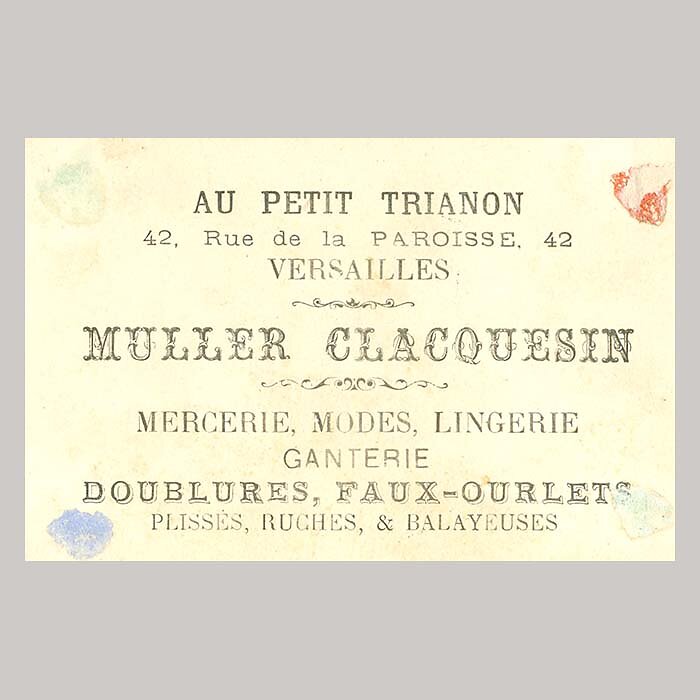 AU PETIT TRIANON
42, Rue de la PAROISSE, 42
VERSAILLES
MULLER CLACQUESIN
MERCERIE, MODES, LINGERIE
GANTERIE
DOUBLURES, FAUX-OURLETS
PLISSÉS, RUCHES, & BALAYEUSES